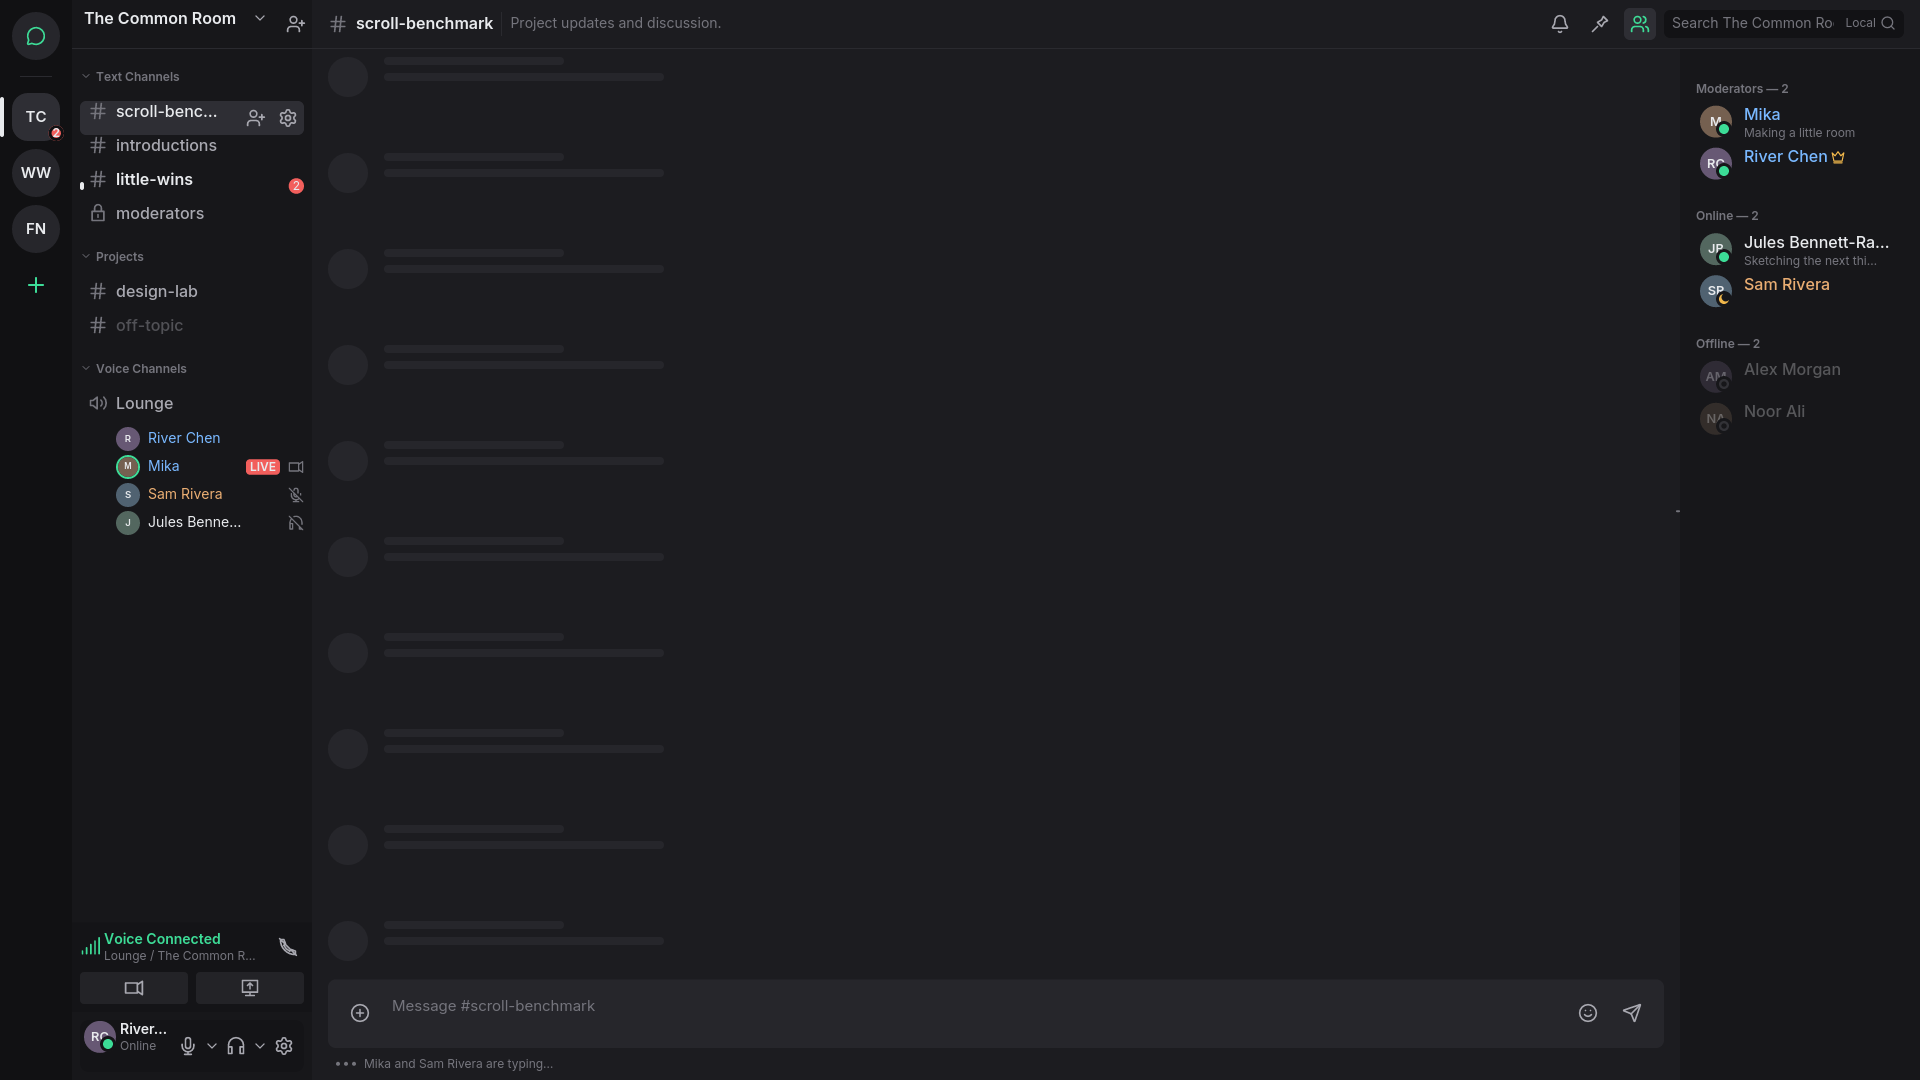 The Common Room
TC
2
WW
FN
Text Channels
scroll-benc...
introductions
little-wins
2
moderators
Projects
design-lab
off-topic
Voice Channels
Lounge
R
River Chen
M
Mika
LIVE
S
Sam Rivera
J
Jules Benne...
Voice Connected
Lounge / The Common R...
River...
Online
scroll-benchmark
Project updates and discussion.
Search The Common Ro
Local
Message #scroll-benchmark
Mika and Sam Rivera are typing...
Moderators — 2
M
Mika
Making a little room
River Chen
Online — 2
Jules Bennett-Ra...
Sketching the next thi...
Sam Rivera
Offline — 2
AM
Alex Morgan
NA
Noor Ali